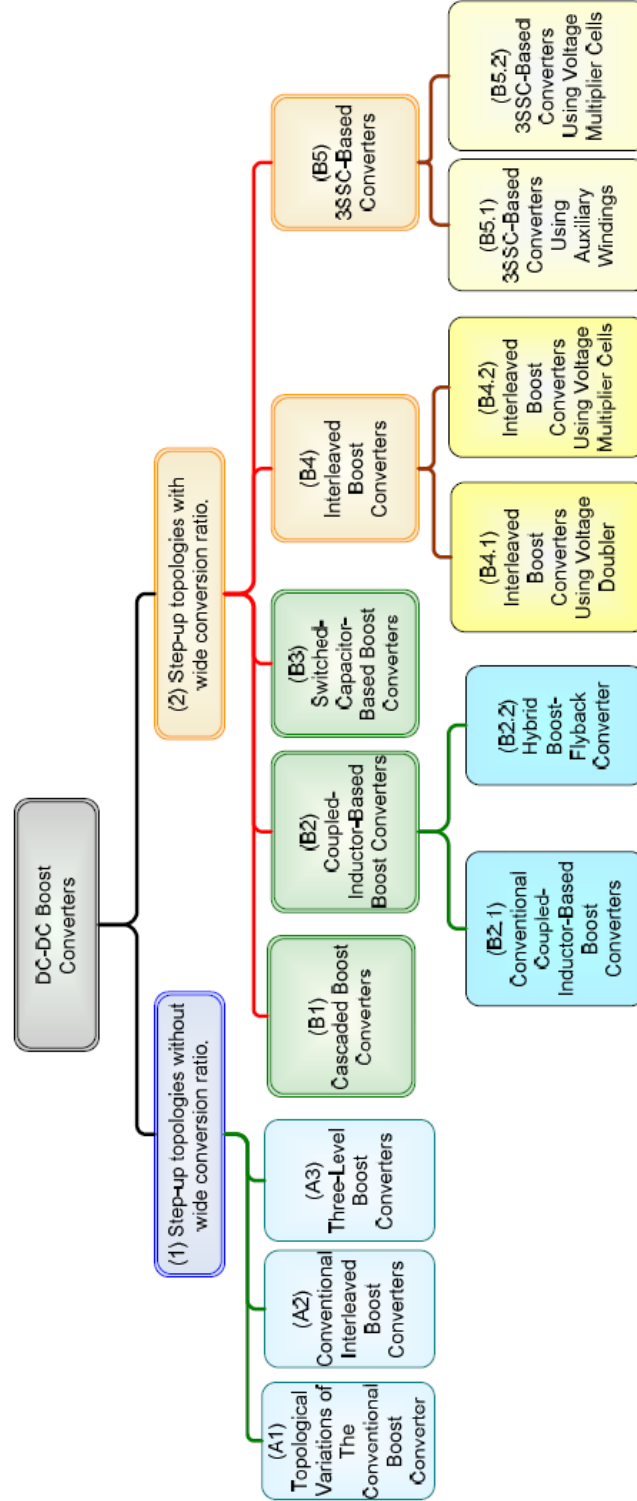 DC-DC Boost
Converters
(1) Step-up topologies without
wide conversion ratio.
(2) Step-up topologies with
wide conversion ratio.
(A1)
Topological
Variations of
The
Conventional
Boost
Converter
(A2)
Conventional
Interleaved
Boost
Converters
(A3)
Three-Level
Boost
Converters
(B1)
Cascaded Boost
Converters
(B2)
Coupled-
Inductor-Based
Boost Converters
(B3)
Switched-
Capacitor-
Based Boost
Converters
(B4)
Interleaved
Boost
Converters
(B5)
3SSC-Based
Converters
(B2.1)
Conventional
Coupled-
Inductor-Based
Boost
Converters
(B2.2)
Hybrid
Boost-
Flyback
Converter
(B4.1)
Interleaved
Boost
Converters
Using Voltage
Doubler
(B4.2)
Interleaved
Boost
Converters
Using Voltage
Multiplier Cells
(B5.1)
3SSC-Based
Converters
Using
Auxiliary
Windings
(B5.2)
3SSC-Based
Converters
Using Voltage
Multiplier Cells